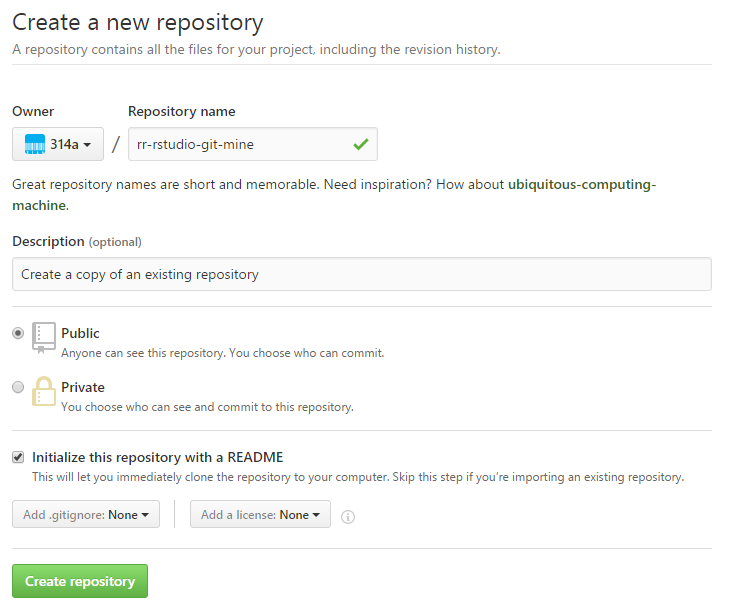 Create a new repository
A repository contains all the files for your project, including the revision history.
Owner Repository name
314a / rr-rstudio-git-mine
Great repository names are short and memorable. Need inspiration? How about ubiquitous-computing-
machine.
Description (optional)
Create a copy of an existing repository
Public
Anyone can see this repository. You choose who can commit.
Private
You choose who can see and commit to this repository.
Initialize this repository with a README
This will let you immediately clone the repository to your computer. Skip this step if you’re importing an existing repository.
Add .gitignore: None Add a license: None
Create repository